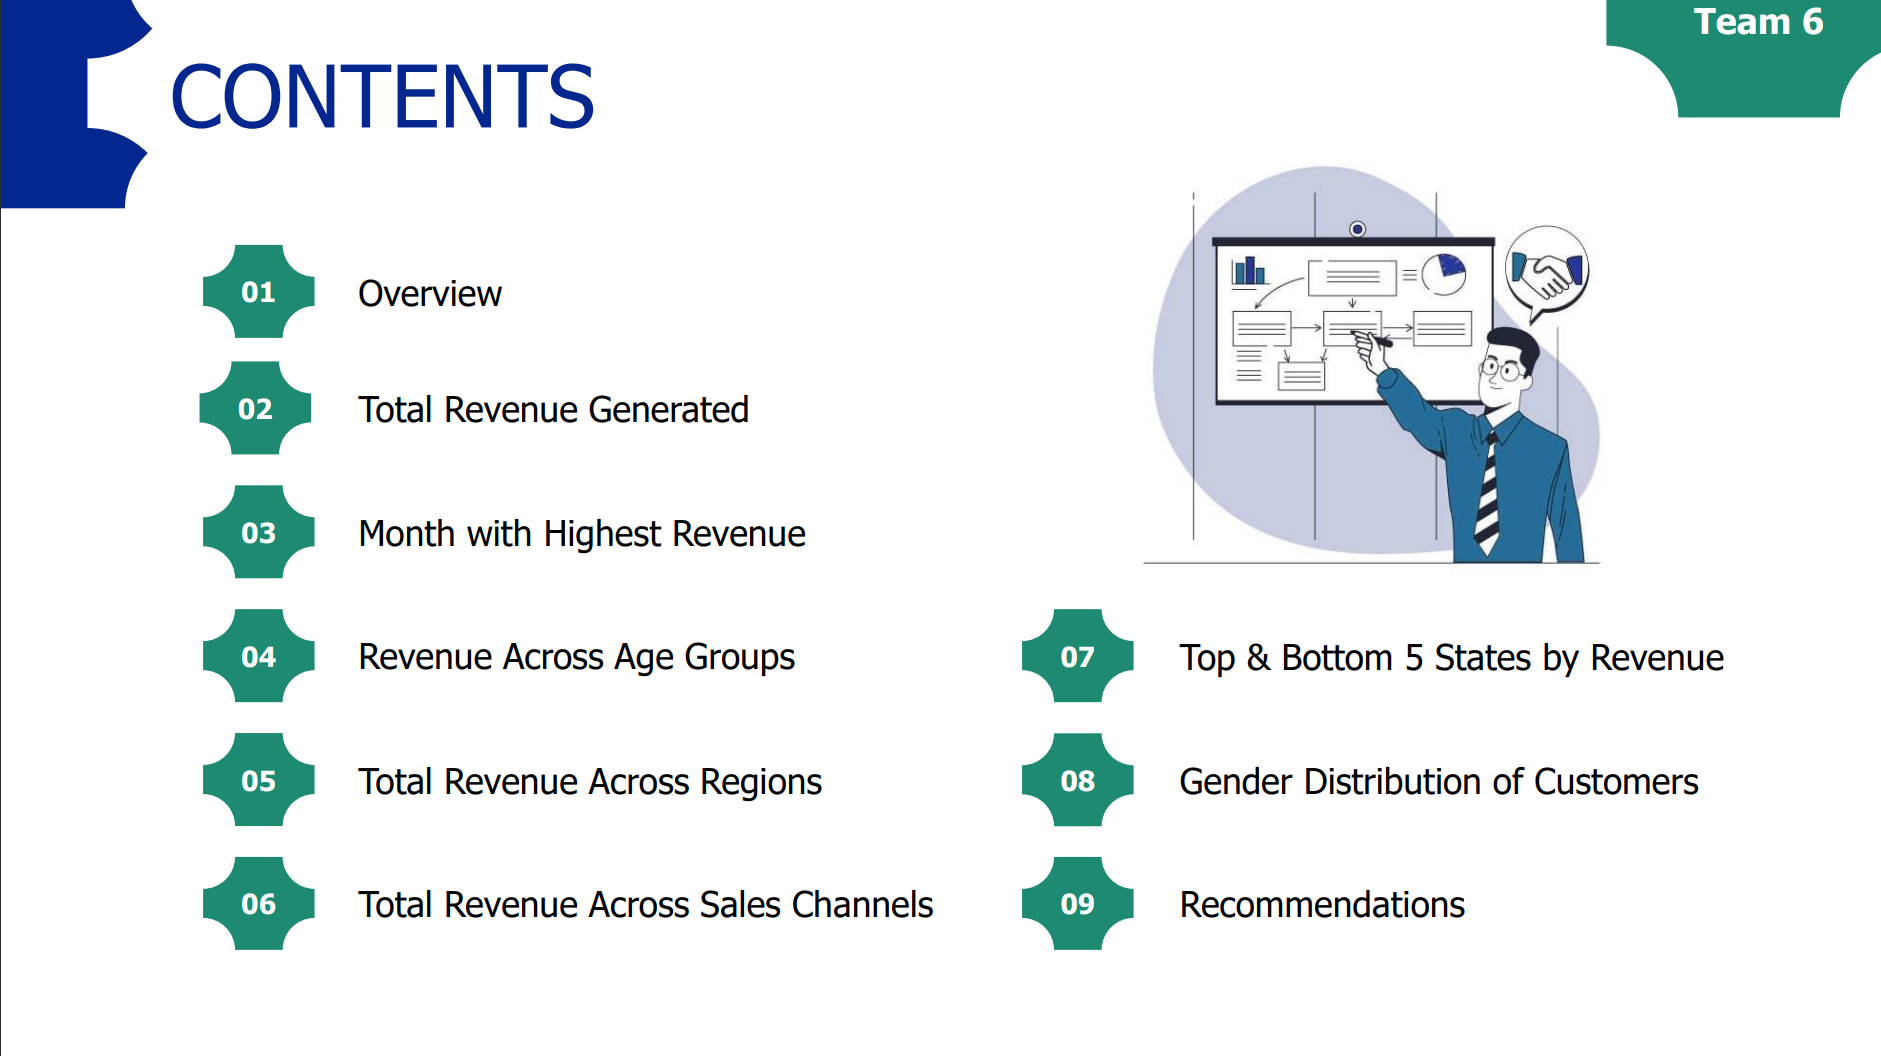 Team 6
CONTENTS
01 Overview
02 Total Revenue Generated
03 Month with Highest Revenue
04 Revenue Across Age Groups
05 Total Revenue Across Regions
06 Total Revenue Across Sales Channels
07 Top & Bottom 5 States by Revenue
08 Gender Distribution of Customers
09 Recommendations